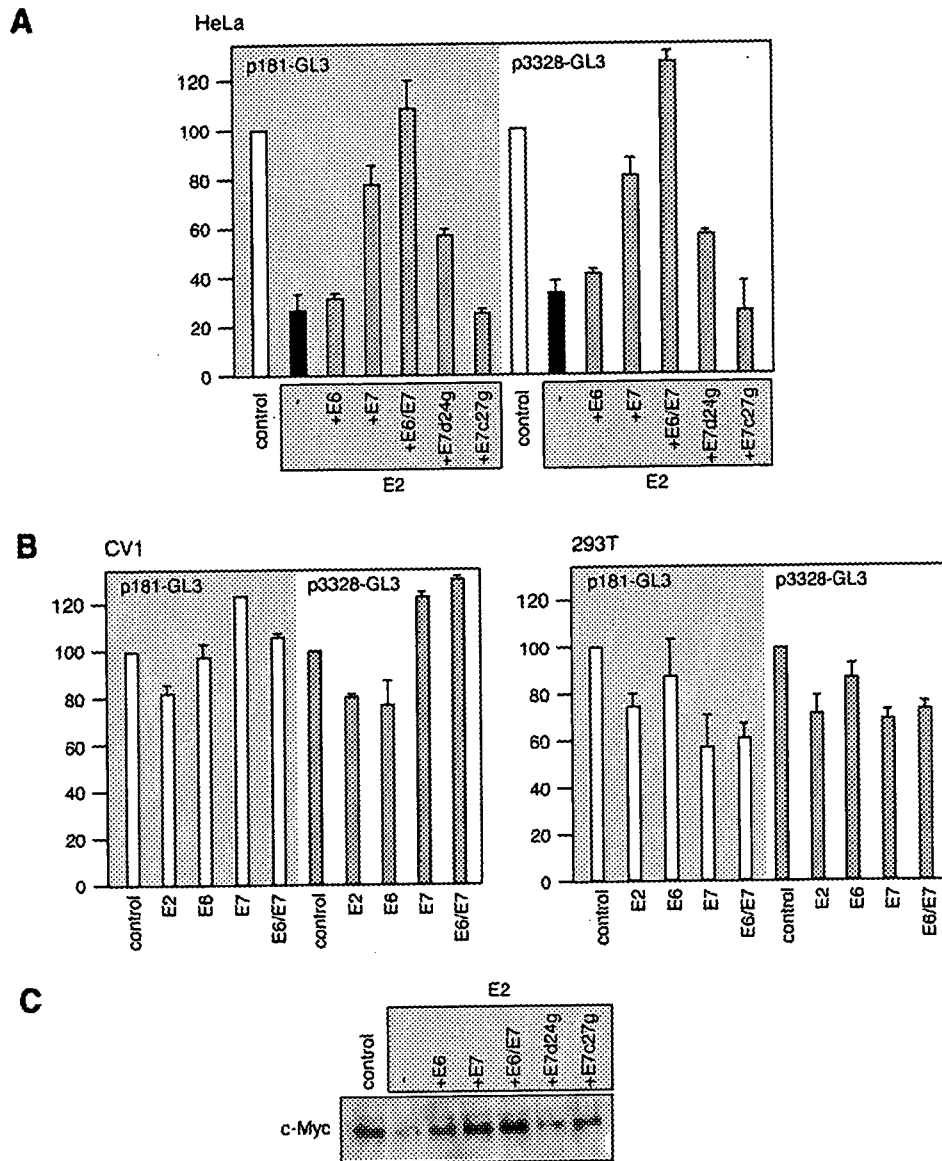 A
HeLa
p181-GL3
p3328-GL3
120
100
80
60
40
20
0
control
-
+E6
+E7
+E6/E7
+E7d24g
+E7c27g
E2
control
-
+E6
+E7
+E6/E7
+E7d24g
+E7c27g
E2
B
CV1
p181-GL3
p3328-GL3
120
100
80
60
40
20
0
control
E2
E6
E7
E6/E7
control
E2
E6
E7
E6/E7
293T
p181-GL3
p3328-GL3
120
100
80
60
40
20
0
control
E2
E6
E7
E6/E7
control
E2
E6
E7
E6/E7
C
E2
control
-
+E6
+E7
+E6/E7
+E7d24g
+E7c27g
c-Myc